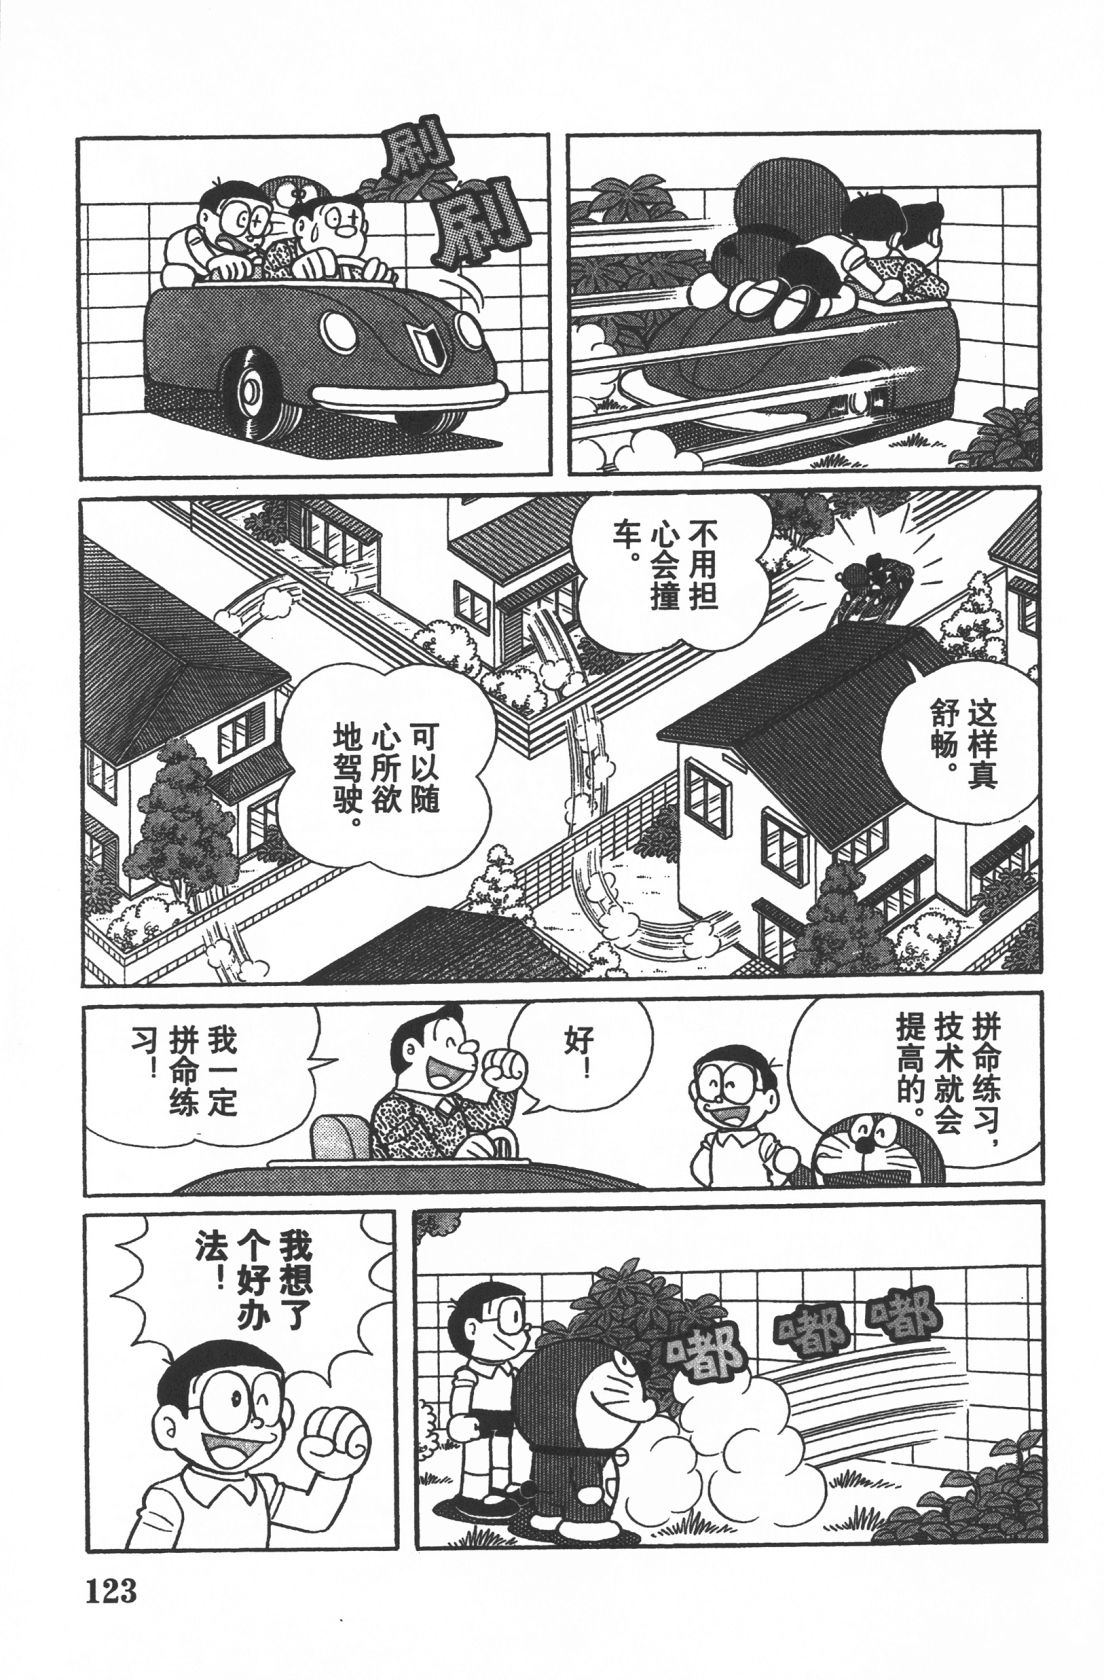 刷
刷
这样真
舒畅。
不用担
心会撞
车。
可以随
心所欲
地驾驶。
拼命练习，
技术就会
提高的。
好！
我一定
拼命练
习！
嘟
嘟
嘟
我想了
个好办
法！
123